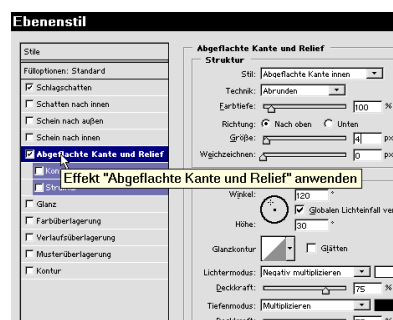 Ebenenstil
Stile
Fülloptionen: Standard
Schlagschatten
Schatten nach innen
Schein nach außen
Schein nach innen
Abgeflachte Kante und Relief
Effekt "Abgeflachte Kante und Relief" anwenden
Glanz
Farbüberlagerung
Verlaufsüberlagerung
Musterüberlagerung
Kontur
Abgeflachte Kante und Relief
Struktur
Stil: Abgeflachte Kante innen
Technik: Abrunden
Farbtiefe: 100 %
Richtung: Nach oben Unten
Größe: 4 px
Weichzeichnen: 0 px
Winkel: 120 °
Globalen Lichteinfall ver
Höhe: 30 °
Glanzkontur Glätten
Lichtermodus: Negativ multiplizieren
Deckkraft: 75 %
Tiefenmodus: Multiplizieren